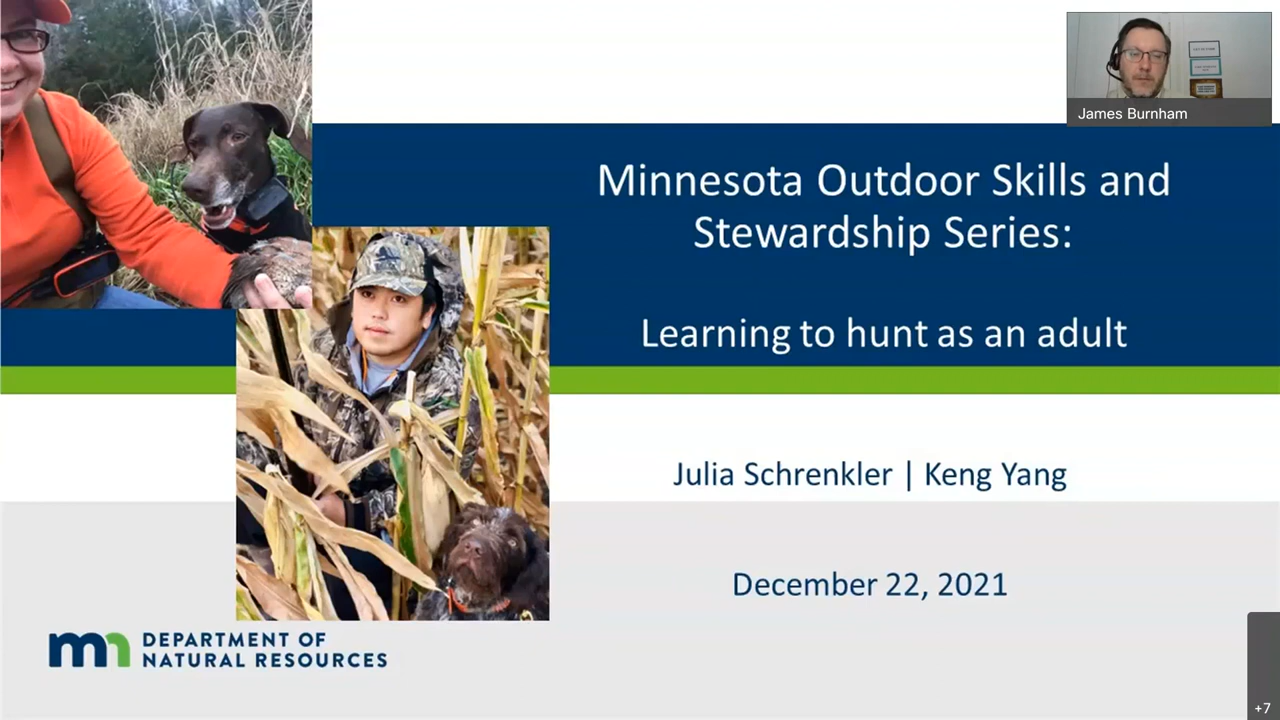 James Burnham
Minnesota Outdoor Skills and
Stewardship Series:
Learning to hunt as an adult
Julia Schrenkler | Keng Yang
December 22, 2021
mn DEPARTMENT OF
NATURAL RESOURCES
+7